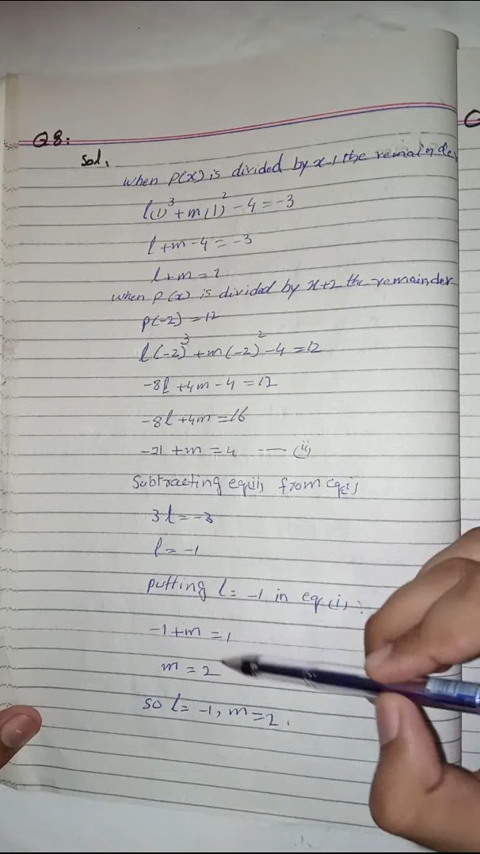 Q8:
Sol.
when P(x) is divided by x-1 the remainder
l(1)³+m(1)²-4=-3
l+m-4=-3
l+m=1
when P(x) is divided by x+2 the remainder
P(-2)=12
l(-2)³+m(-2)²-4=12
-8l+4m-4=12
-8l+4m=16
-2l+m=4 — (ii)
Subtracting eq(ii) from eq(i)
3l=-3
l=-1
putting l=-1 in eq(i):
-1+m=1
m=2
so l=-1, m=2.